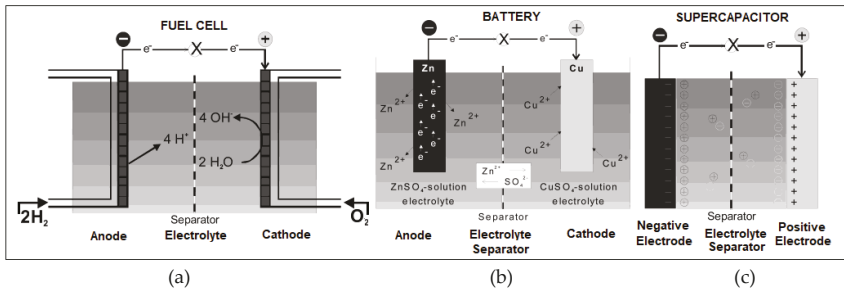 FUEL CELL
− +
e⁻ X e⁻
4 OH⁻
4 H⁺
2 H₂O
2H₂
O₂
Separator
Anode Electrolyte Cathode
(a)
BATTERY
− +
e⁻ X e⁻
Zn Cu
e⁻
e⁻
e⁻
e⁻
e⁻
e⁻
Zn²⁺
Zn²⁺
Zn²⁺
Cu²⁺
Cu²⁺
Cu²⁺
Zn²⁺
SO₄²⁻
ZnSO₄-solution CuSO₄-solution
electrolyte electrolyte
Separator
Anode Electrolyte Cathode
Separator
(b)
SUPERCAPACITOR
− +
e⁻ X e⁻
Separator
Negative Electrolyte Positive
Electrode Separator Electrode
(c)